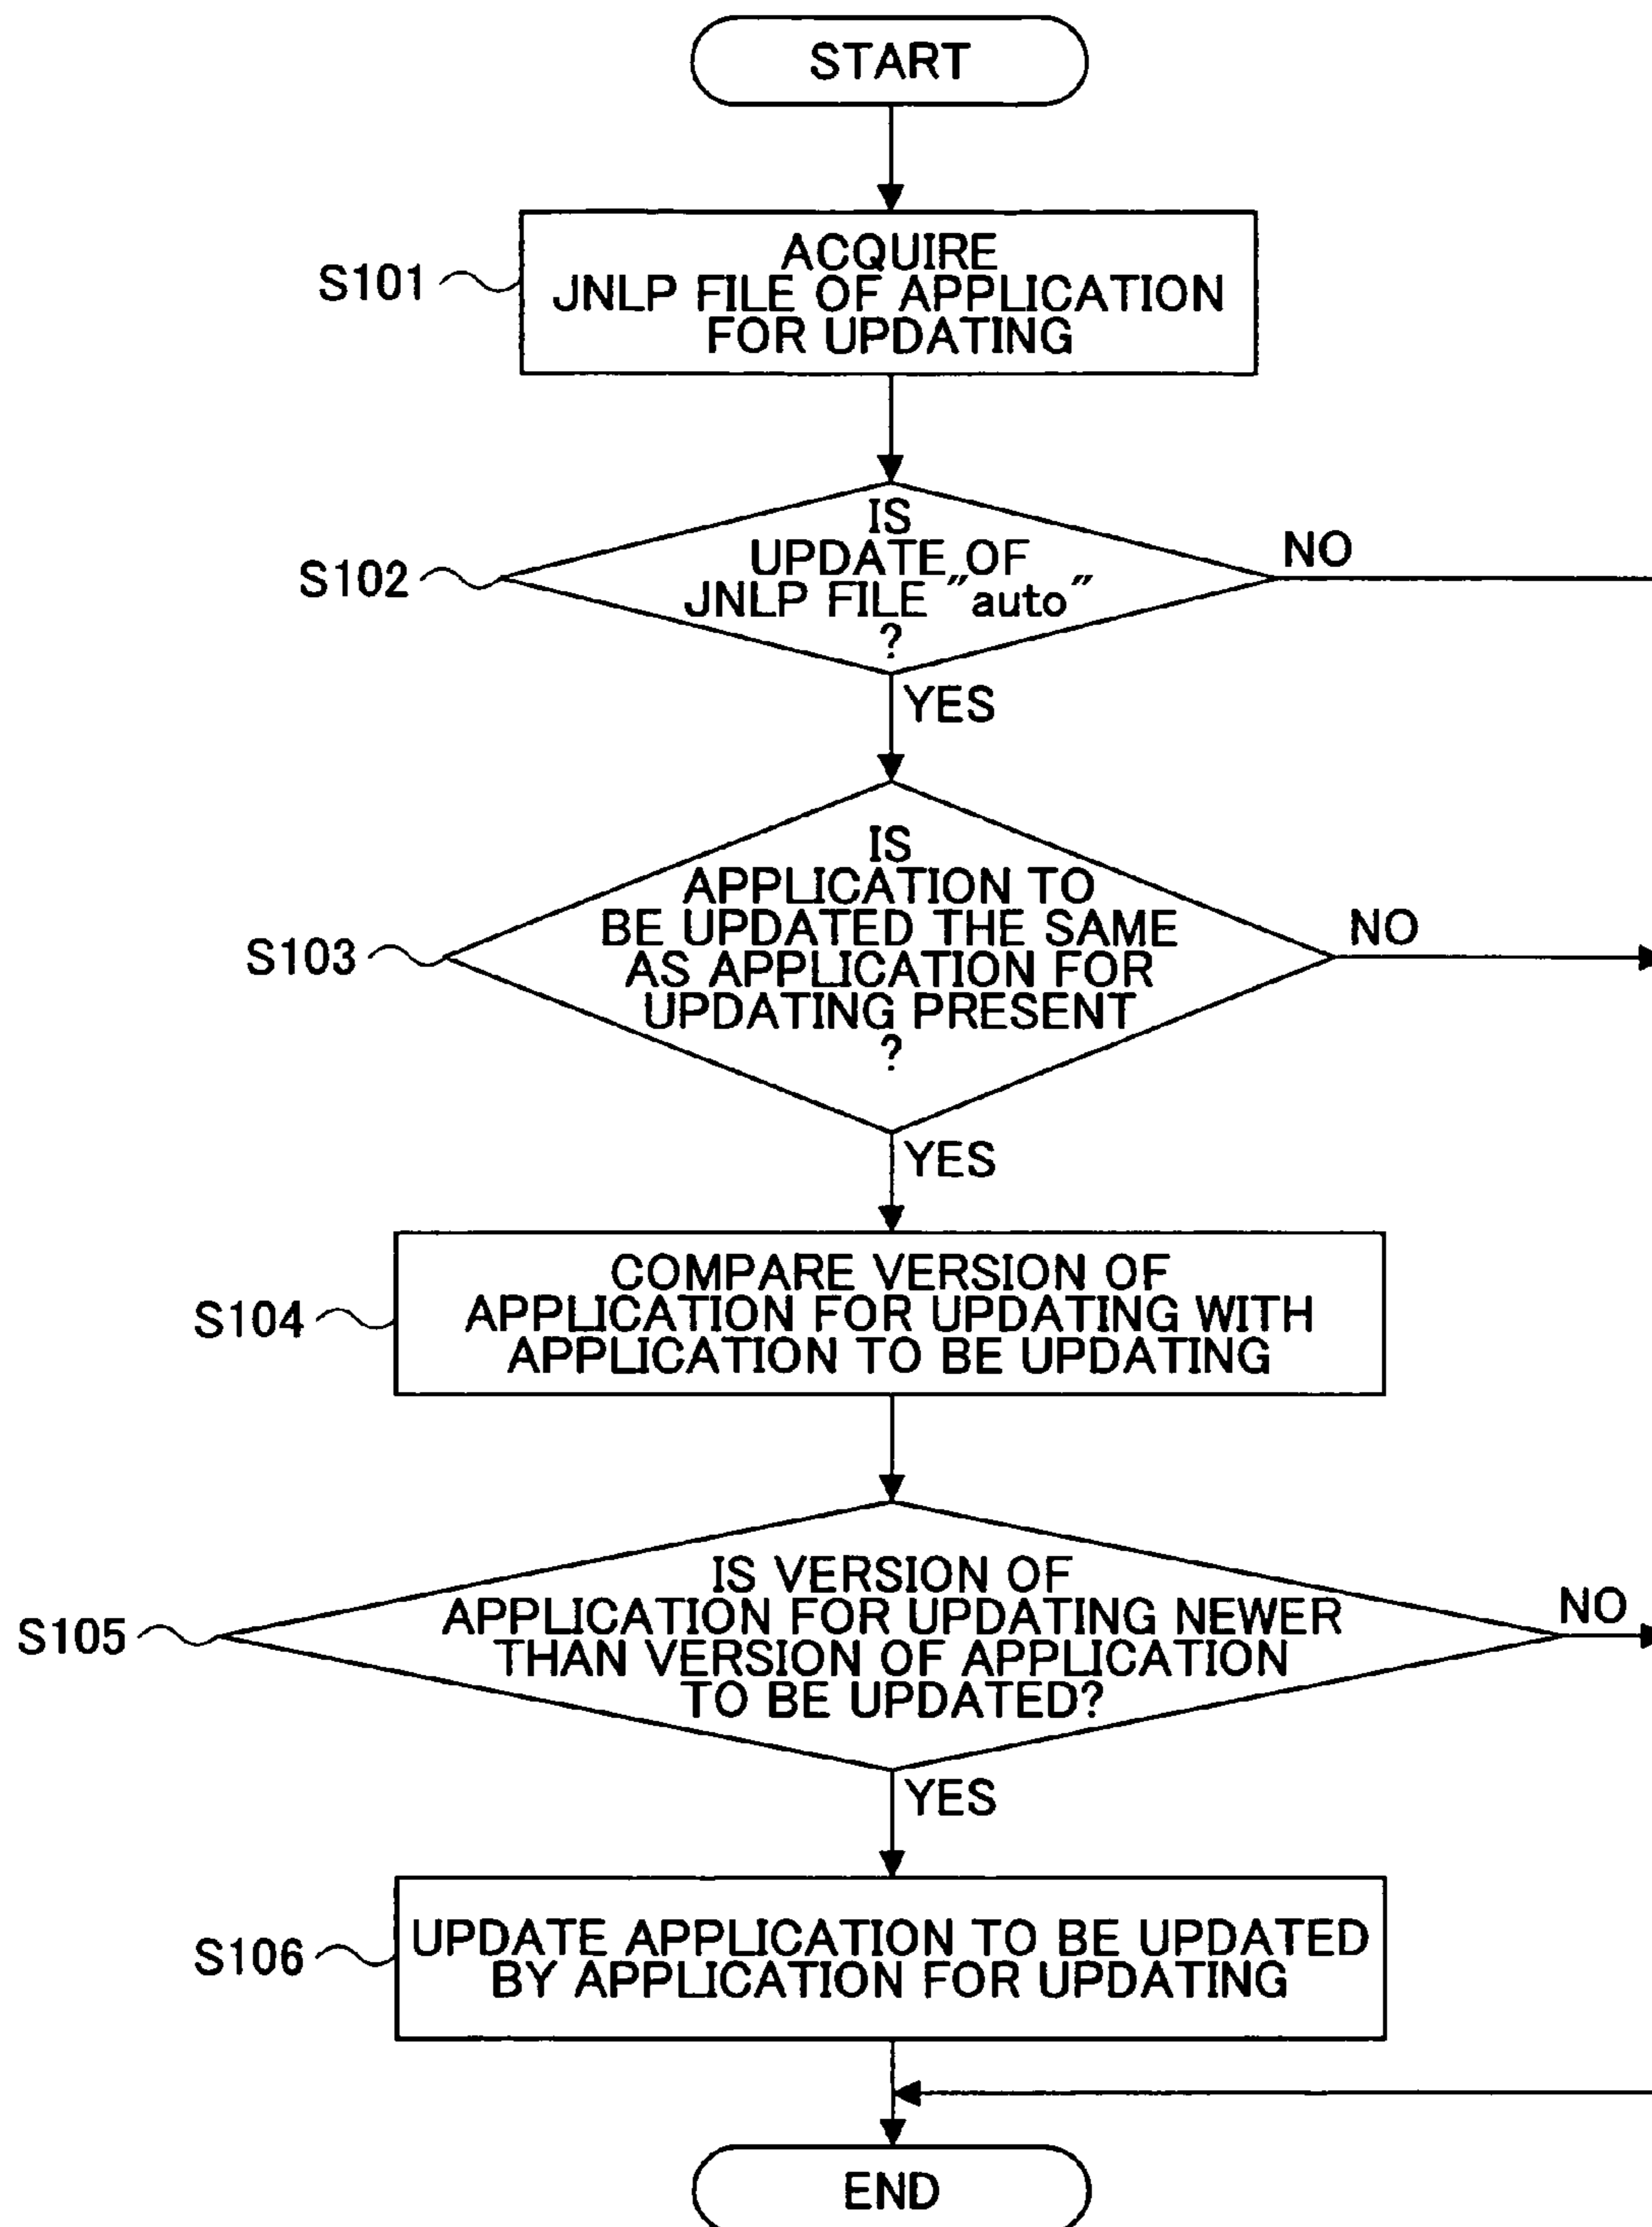 START
S101
ACQUIRE
JNLP FILE OF APPLICATION
FOR UPDATING
S102
IS
UPDATE OF
JNLP FILE "auto"
?
NO
YES
S103
IS
APPLICATION TO
BE UPDATED THE SAME
AS APPLICATION FOR
UPDATING PRESENT
?
NO
YES
S104
COMPARE VERSION OF
APPLICATION FOR UPDATING WITH
APPLICATION TO BE UPDATING
S105
IS VERSION OF
APPLICATION FOR UPDATING NEWER
THAN VERSION OF APPLICATION
TO BE UPDATED?
NO
YES
S106
UPDATE APPLICATION TO BE UPDATED
BY APPLICATION FOR UPDATING
END